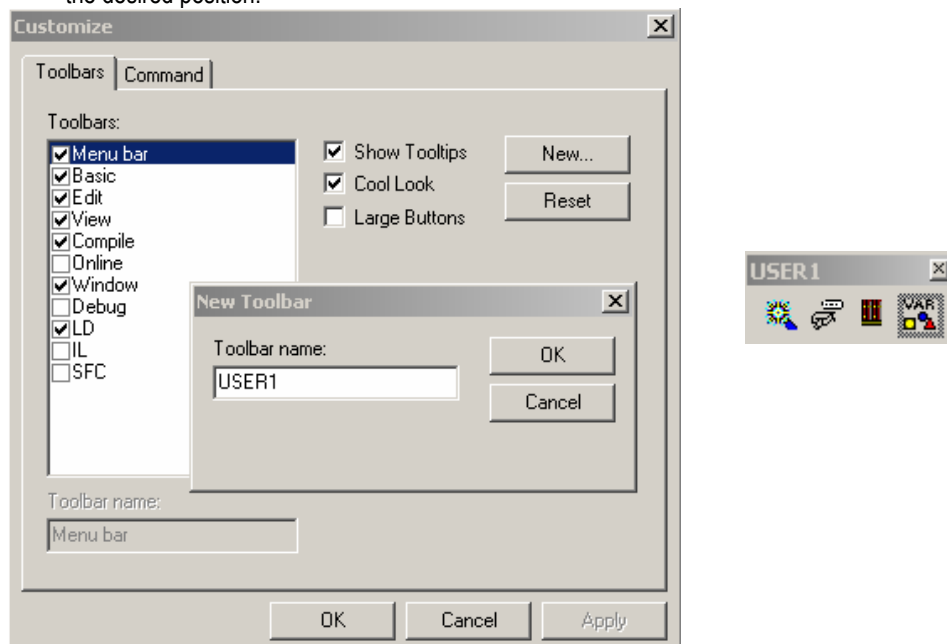 the desired position.
Customize
Toolbars Command
Toolbars:
Menu bar
Basic
Edit
View
Compile
Online
Window
Debug
LD
IL
SFC
Show Tooltips
Cool Look
Large Buttons
New...
Reset
New Toolbar
Toolbar name:
USER1
OK
Cancel
Toolbar name:
Menu bar
OK Cancel Apply
USER1
VAR